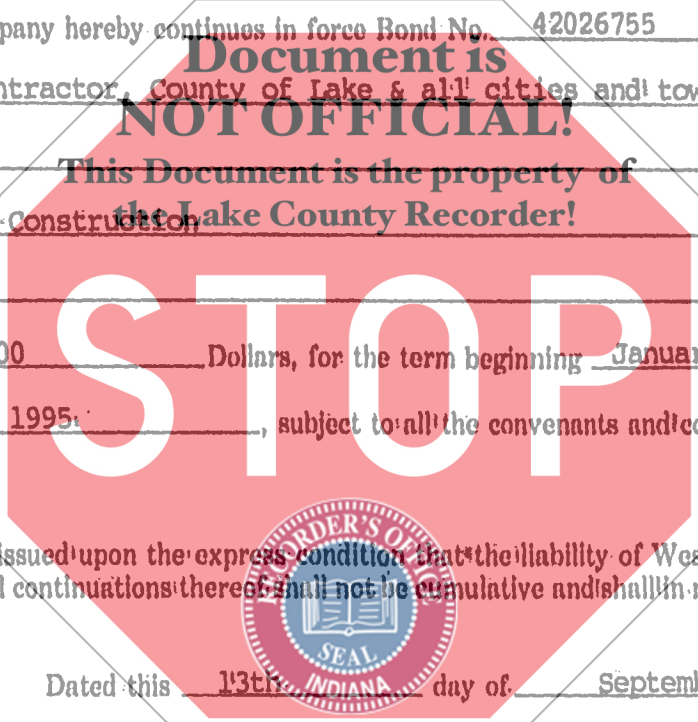 pany hereby continues in force Bond No. 42026755
Document is
ntractor, County of Lake & all cities and tow
NOT OFFICIAL!
This Document is the property of
Construction
the Lake County Recorder!
STOP
00 Dollars, for the term beginning Januar
1995 , subject to all the convenants and co
RECORDER'S OFFICE
issued upon the express condition that the liability of Wes
l continuations thereof shall not be cumulative and shall in
SEAL
INDIANA
Dated this 13th day of Septem